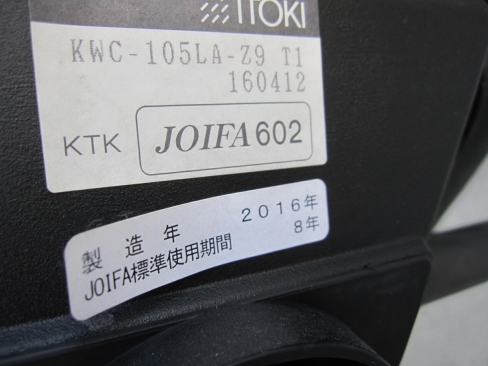 ITOKI
KWC-105LA-Z9 T1
160412
KTK JOIFA602
製造年 2016年
JOIFA標準使用期間 8年